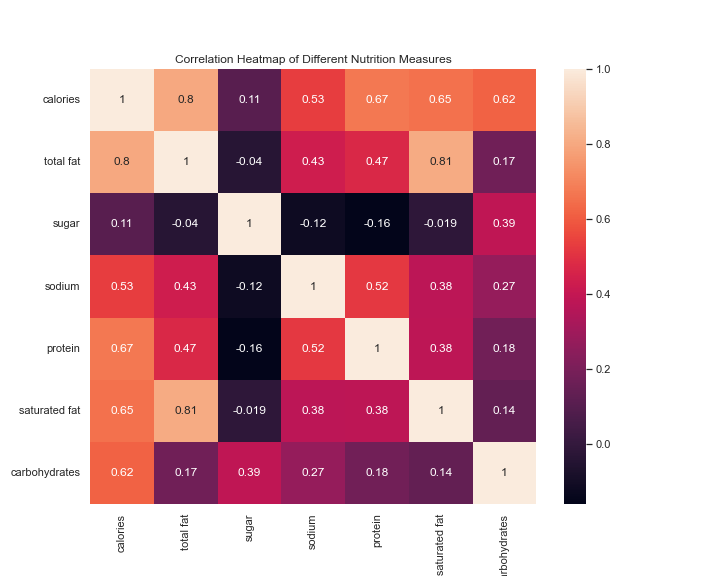 Correlation Heatmap of Different Nutrition Measures
calories 1 0.8 0.11 0.53 0.67 0.65 0.62
total fat 0.8 1 -0.04 0.43 0.47 0.81 0.17
sugar 0.11 -0.04 1 -0.12 -0.16 -0.019 0.39
sodium 0.53 0.43 -0.12 1 0.52 0.38 0.27
protein 0.67 0.47 -0.16 0.52 1 0.38 0.18
saturated fat 0.65 0.81 -0.019 0.38 0.38 1 0.14
carbohydrates 0.62 0.17 0.39 0.27 0.18 0.14 1
calories
total fat
sugar
sodium
protein
saturated fat
rbohydrates
1.0
0.8
0.6
0.4
0.2
0.0